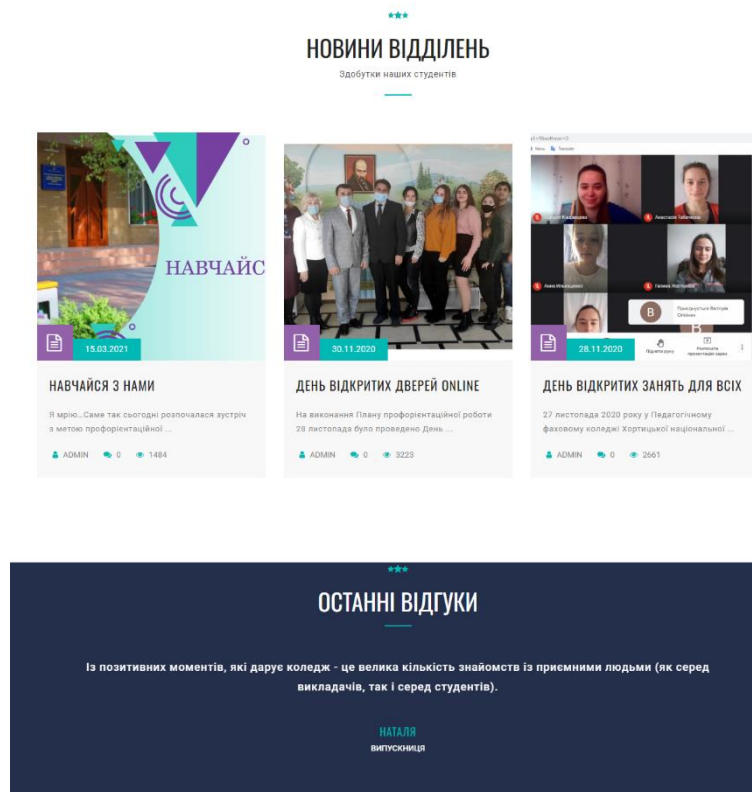 НОВИНИ ВІДДІЛЕНЬ
Здобутки наших студентів
НАВЧАЙС
15.03.2021
НАВЧАЙСЯ З НАМИ
Я мрію...Саме так сьогодні розпочалася зустріч
з метою профорієнтаційної ...
ADMIN 0 1484
30.11.2020
ДЕНЬ ВІДКРИТИХ ДВЕРЕЙ ONLINE
На виконання Плану профорієнтаційної роботи
28 листопада було проведено День ...
ADMIN 0 3223
В
Підняти руку
28.11.2020
ДЕНЬ ВІДКРИТИХ ЗАНЯТЬ ДЛЯ ВСІХ
27 листопада 2020 року у Педагогічному
фаховому коледжі Хортицької національної ...
ADMIN 0 2661
ОСТАННІ ВІДГУКИ
Із позитивних моментів, які дарує коледж - це велика кількість знайомств із приємними людьми (як серед
викладачів, так і серед студентів).
НАТАЛЯ
ВИПУСКНИЦЯ